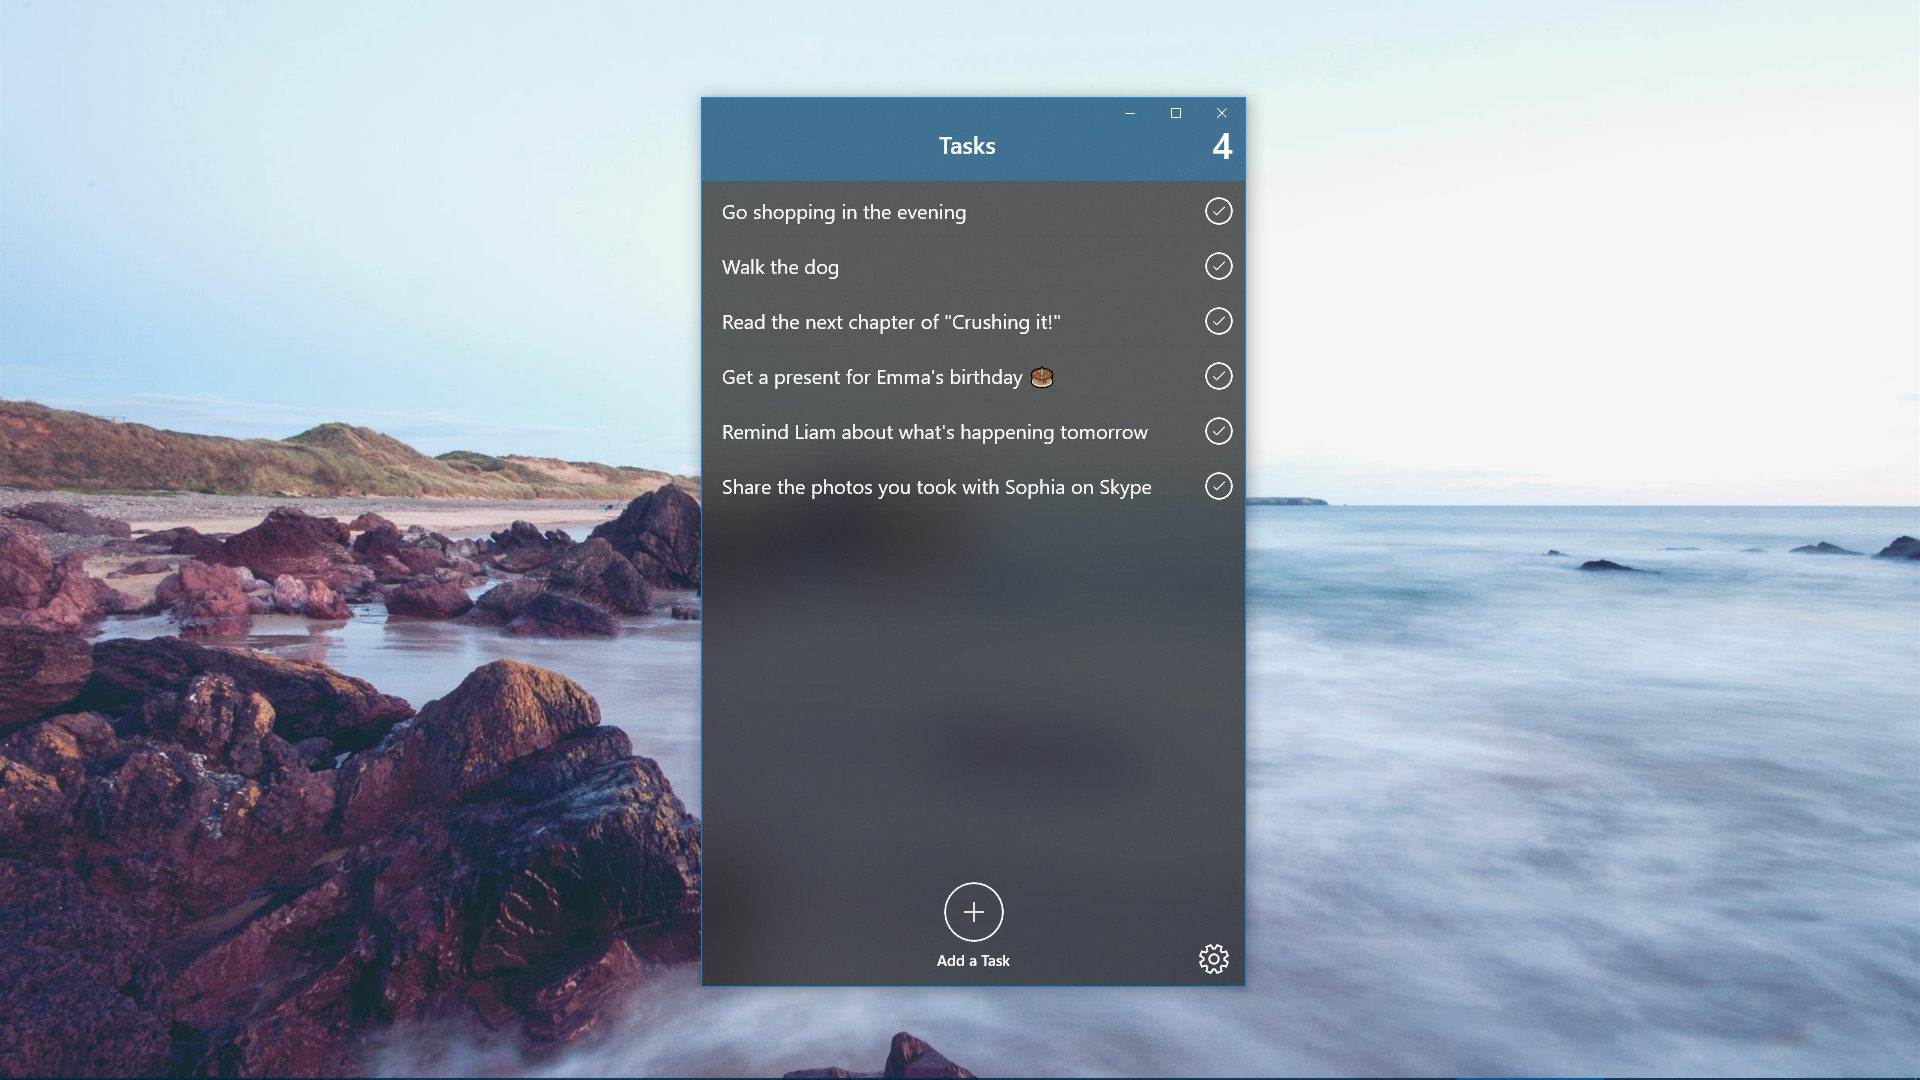 Tasks
4
Go shopping in the evening
Walk the dog
Read the next chapter of "Crushing it!"
Get a present for Emma's birthday 🎂
Remind Liam about what's happening tomorrow
Share the photos you took with Sophia on Skype
Add a Task